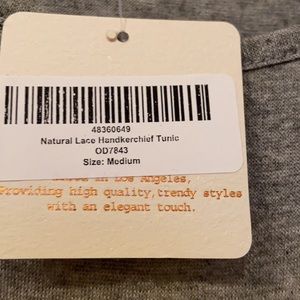 48360649
Natural Lace Handkerchief Tunic
OD7843
Size: Medium
in Los Angeles,
Providing high quality,trendy styles
with an elegant touch.